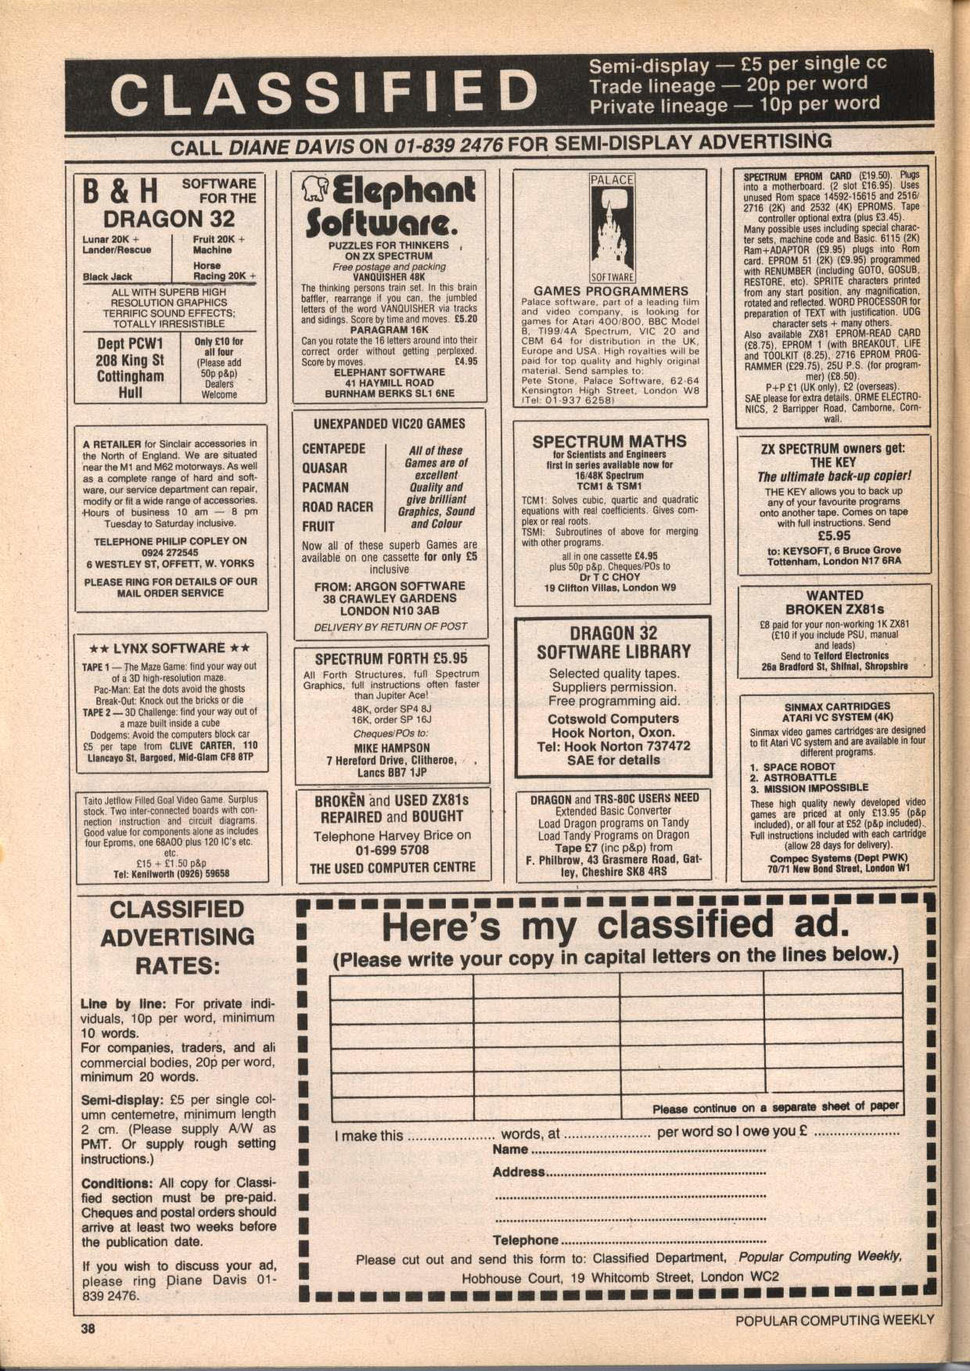 CLASSIFIED
Semi-display — £5 per single cc
Trade lineage — 20p per word
Private lineage — 10p per word
CALL DIANE DAVIS ON 01-839 2476 FOR SEMI-DISPLAY ADVERTISING
B & H SOFTWARE
FOR THE
DRAGON 32
Lunar 20K +
Lander/Rescue
Black Jack
Fruit 20K +
Machine
Horse
Racing 20K +
ALL WITH SUPERB HIGH
RESOLUTION GRAPHICS
TERRIFIC SOUND EFFECTS;
TOTALLY IRRESISTIBLE
Dept PCW1
208 King St
Cottingham
Hull
Only £10 for
all four
(Please add
50p p&p)
Dealers
Welcome
A RETAILER for Sinclair accessories in
the North of England. We are situated
near the M1 and M62 motorways. As well
as a complete range of hard and soft-
ware, our service department can repair,
modify or fit a wide range of accessories.
Hours of business 10 am — 8 pm
Tuesday to Saturday inclusive.
TELEPHONE PHILIP COPLEY ON
0924 272545
6 WESTLEY ST, OFFETT, W. YORKS
PLEASE RING FOR DETAILS OF OUR
MAIL ORDER SERVICE
★★ LYNX SOFTWARE ★★
TAPE 1 — The Maze Game: find your way out
of a 3D high-resolution maze.
Pac-Man: Eat the dots avoid the ghosts
Break-Out: Knock out the bricks or die
TAPE 2 — 3D Challenge: find your way out of
a maze built inside a cube
Dodgems: Avoid the computers block car
£5 per tape from CLIVE CARTER, 110
Llancayo St, Bargoed, Mid-Glam CF8 8TP
Taito Jetflow Filled Goal Video Game. Surplus
stock. Two inter-connected boards with con-
nection instruction and circuit diagrams.
Good value for components alone as includes
four Eproms, one 68A00 plus 120 IC's etc.
etc.
£15 + £1.50 p&p
Tel: Kenilworth (0926) 59658
Elephant
Software.
PUZZLES FOR THINKERS
ON ZX SPECTRUM
Free postage and packing
VANQUISHER 48K
The thinking persons train set. In this brain
baffler, rearrange if you can, the jumbled
letters of the word VANQUISHER via tracks
and sidings. Score by time and moves. £5.20
PARAGRAM 16K
Can you rotate the 16 letters around into their
correct order without getting perplexed.
Score by moves. £4.95
ELEPHANT SOFTWARE
41 HAYMILL ROAD
BURNHAM BERKS SL1 6NE
UNEXPANDED VIC20 GAMES
CENTAPEDE
QUASAR
PACMAN
ROAD RACER
FRUIT
All of these
Games are of
excellent
Quality and
give brilliant
Graphics, Sound
and Colour
Now all of these superb Games are
available on one cassette for only £5
inclusive
FROM: ARGON SOFTWARE
38 CRAWLEY GARDENS
LONDON N10 3AB
DELIVERY BY RETURN OF POST
SPECTRUM FORTH £5.95
All Forth Structures, full Spectrum
Graphics, full instructions often faster
than Jupiter Ace!
48K, order SP4 8J
16K, order SP 16J
Cheques/POs to:
MIKE HAMPSON
7 Hereford Drive, Clitheroe,
Lancs BB7 1JP
BROKEN and USED ZX81s
REPAIRED and BOUGHT
Telephone Harvey Brice on
01-699 5708
THE USED COMPUTER CENTRE
PALACE
SOFTWARE
GAMES PROGRAMMERS
Palace software, part of a leading film
and video company, is looking for
games for Atari 400/800, BBC Model
B, TI99/4A Spectrum, VIC 20 and
CBM 64 for distribution in the UK,
Europe and USA. High royalties will be
paid for top quality and highly original
material. Send samples to:
Pete Stone, Palace Software, 62-64
Kensington High Street, London W8
(Tel: 01-937 6258)
SPECTRUM MATHS
for Scientists and Engineers
first in series available now for
16/48K Spectrum
TCM1 & TSM1
TCM1: Solves cubic, quartic and quadratic
equations with real coefficients. Gives com-
plex or real roots.
TSMI: Subroutines of above for merging
with other programs.
all in one cassette £4.95
plus 50p p&p. Cheques/POs to
Dr T C CHOY
19 Clifton Villas, London W9
DRAGON 32
SOFTWARE LIBRARY
Selected quality tapes.
Suppliers permission.
Free programming aid.
Cotswold Computers
Hook Norton, Oxon.
Tel: Hook Norton 737472
SAE for details
DRAGON and TRS-80C USERS NEED
Extended Basic Converter
Load Dragon programs on Tandy
Load Tandy Programs on Dragon
Tape £7 (inc p&p) from
F. Philbrow, 43 Grasmere Road, Gat-
ley, Cheshire SK8 4RS
SPECTRUM EPROM CARD (£19.50). Plugs
into a motherboard. (2 slot £16.95). Uses
unused Rom space 14592-15615 and 2516/
2716 (2K) and 2532 (4K) EPROMS. Tape
controller optional extra (plus £3.45).
Many possible uses including special charac-
ter sets, machine code and Basic. 6115 (2K)
Ram+ADAPTOR (£9.95) plugs into Rom
card. EPROM 51 (2K) (£9.95) programmed
with RENUMBER (including GOTO, GOSUB,
RESTORE, etc). SPRITE characters printed
from any start position, any magnification,
rotated and reflected. WORD PROCESSOR for
preparation of TEXT with justification. UDG
character sets + many others.
Also available ZX81 EPROM-READ CARD
(£8.75), EPROM 1 (with BREAKOUT, LIFE
and TOOLKIT (8.25), 2716 EPROM PROG-
RAMMER (£29.75), 25U P.S. (for program-
mer) (£8.50).
P+P £1 (UK only), £2 (overseas).
SAE please for extra details. ORME ELECTRO-
NICS, 2 Barripper Road, Camborne, Corn-
wall.
ZX SPECTRUM owners get:
THE KEY
The ultimate back-up copier!
THE KEY allows you to back up
any of your favourite programs
onto another tape. Comes on tape
with full instructions. Send
£5.95
to: KEYSOFT, 6 Bruce Grove
Tottenham, London N17 6RA
WANTED
BROKEN ZX81s
£8 paid for your non-working 1K ZX81
(£10 if you include PSU, manual
and leads)
Send to Telford Electronics
26a Bradford St, Shifnal, Shropshire
SINMAX CARTRIDGES
ATARI VC SYSTEM (4K)
Sinmax video games cartridges are designed
to fit Atari VC system and are available in four
different programs.
1. SPACE ROBOT
2. ASTROBATTLE
3. MISSION IMPOSSIBLE
These high quality newly developed video
games are priced at only £13.95 (p&p
included), or all four at £52 (p&p included).
Full instructions included with each cartridge
(allow 28 days for delivery).
Compec Systems (Dept PWK)
70/71 New Bond Street, London W1
CLASSIFIED
ADVERTISING
RATES:
Line by line: For private indi-
viduals, 10p per word, minimum
10 words.
For companies, traders, and all
commercial bodies, 20p per word,
minimum 20 words.
Semi-display: £5 per single col-
umn centemetre, minimum length
2 cm. (Please supply A/W as
PMT. Or supply rough setting
instructions.)
Conditions: All copy for Classi-
fied section must be pre-paid.
Cheques and postal orders should
arrive at least two weeks before
the publication date.
If you wish to discuss your ad,
please ring Diane Davis 01-
839 2476.
Here's my classified ad.
(Please write your copy in capital letters on the lines below.)
Please continue on a separate sheet of paper
I make this ...................... words, at ...................... per word so I owe you £ ......................
Name
Address
Telephone
Please cut out and send this form to: Classified Department, Popular Computing Weekly,
Hobhouse Court, 19 Whitcomb Street, London WC2
38
POPULAR COMPUTING WEEKLY